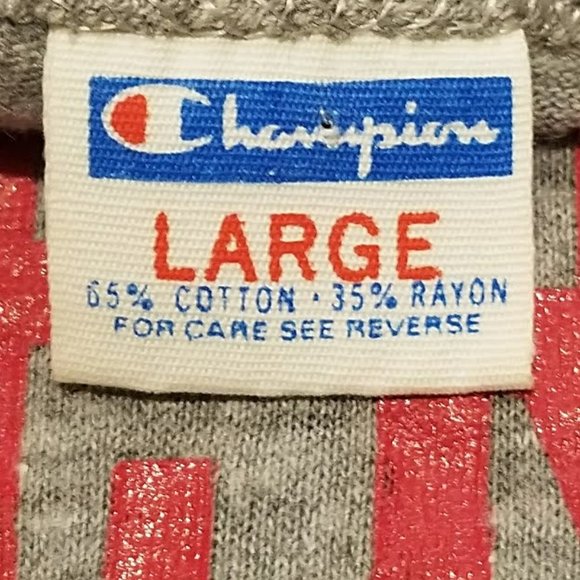 Champion
LARGE
65% COTTON · 35% RAYON
FOR CARE SEE REVERSE